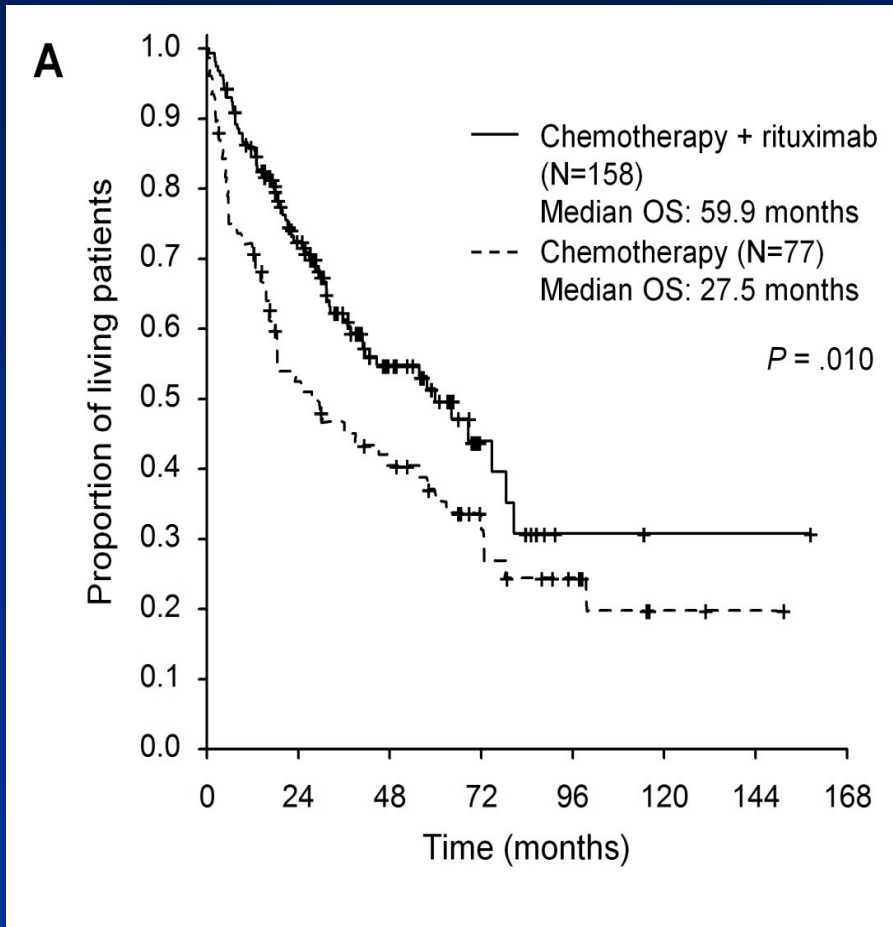 A
Chemotherapy + rituximab
(N=158)
Median OS: 59.9 months
Chemotherapy (N=77)
Median OS: 27.5 months
P = .010
Proportion of living patients
1.0
0.9
0.8
0.7
0.6
0.5
0.4
0.3
0.2
0.1
0.0
0 24 48 72 96 120 144 168
Time (months)